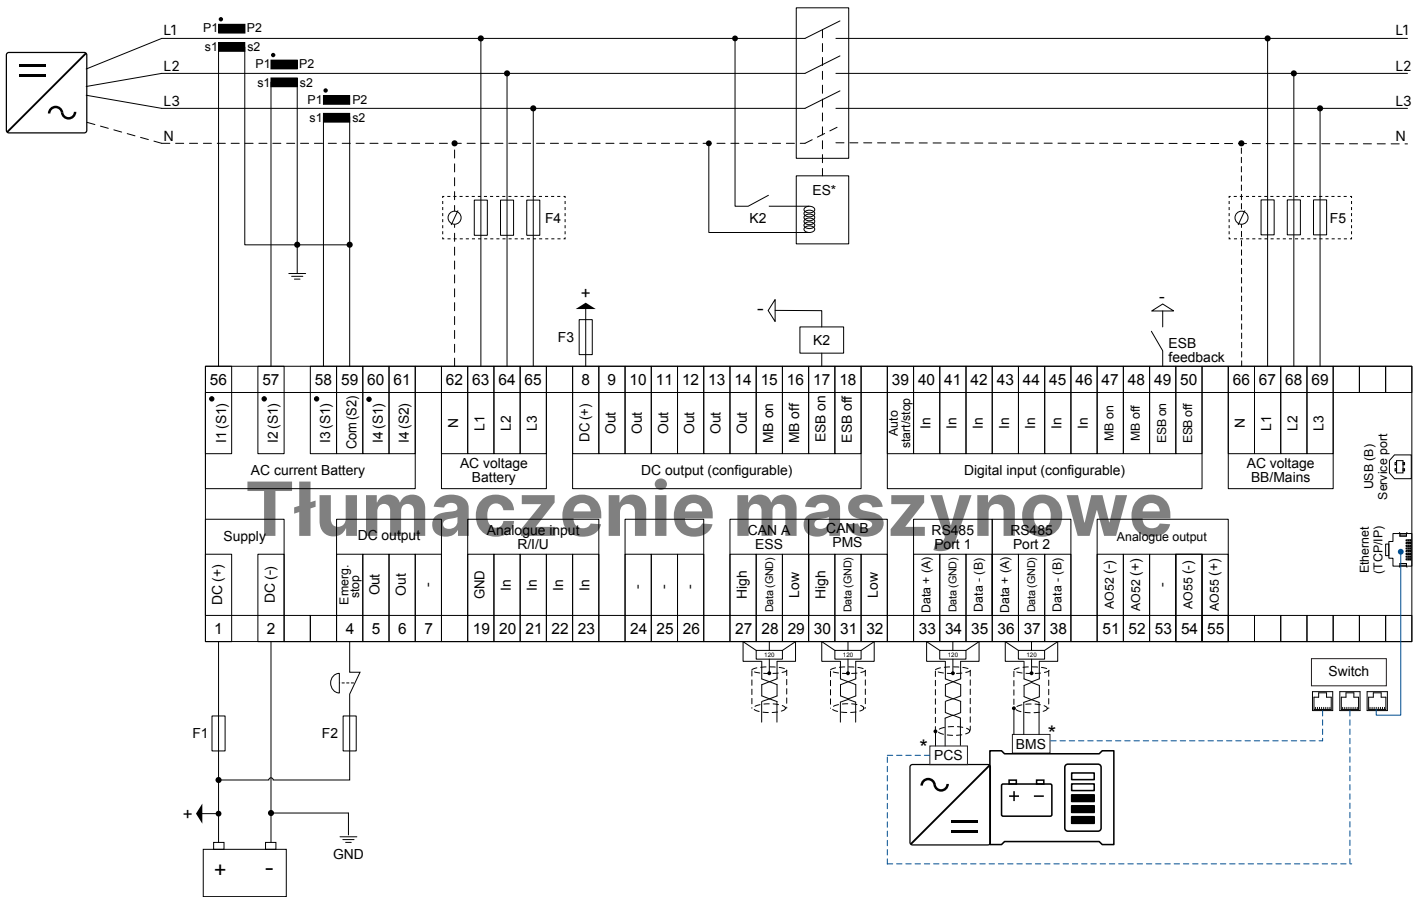 P1 P2
L1 L1
s1 s2
P1 P2
L2 L2
s1 s2
P1 P2
L3 L3
s1 s2
N N
ES*
K2
F4 F5
+
F3
-
K2
-
ESB
feedback
56 57 58 59 60 61 62 63 64 65 8 9 10 11 12 13 14 15 16 17 18 39 40 41 42 43 44 45 46 47 48 49 50 66 67 68 69
I1 (S1) I2 (S1) I3 (S1) Com (S2) I4 (S1) I4 (S2) N L1 L2 L3 DC (+) Out Out Out Out Out Out MB on MB off ESB on ESB off Auto start/stop In In In In In In In MB on MB off ESB on ESB off N L1 L2 L3
AC current Battery
AC voltage
Battery
DC output (configurable)
Digital input (configurable)
AC voltage
BB/Mains
USB (B)
Service port
Tłumaczenie maszynowe
Supply
DC output
Analogue input
R/I/U
CAN A
ESS
CAN B
PMS
RS485
Port 1
RS485
Port 2
Analogue output
Ethernet
(TCP/IP)
DC (+) DC (-) Emerg. stop Out Out - GND In In In In - - - High Data (GND) Low High Data (GND) Low Data + (A) Data (GND) Data - (B) Data + (A) Data (GND) Data - (B) AO52 (-) AO52 (+) - AO55 (-) AO55 (+)
1 2 4 5 6 7 19 20 21 22 23 24 25 26 27 28 29 30 31 32 33 34 35 36 37 38 51 52 53 54 55
120 120 120 120
Switch
F1 F2
* PCS
BMS *
+ -
+
GND
+ -